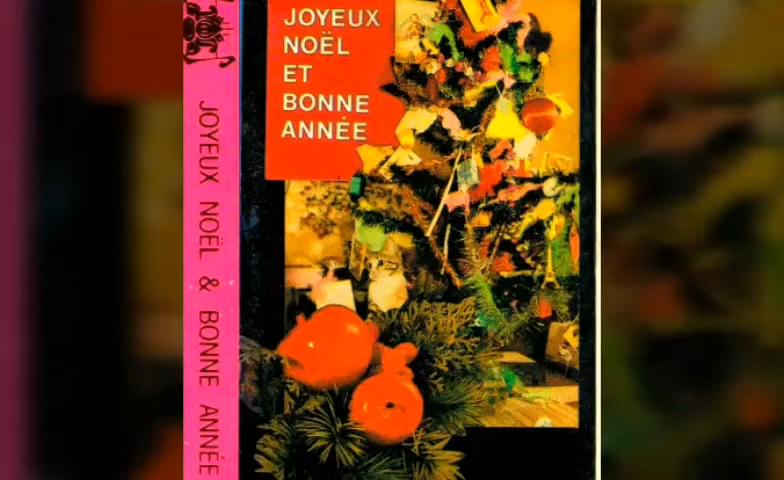 JOYEUX
NOËL
ET
BONNE
ANNÉE
JOYEUX NOËL & BONNE ANNÉE